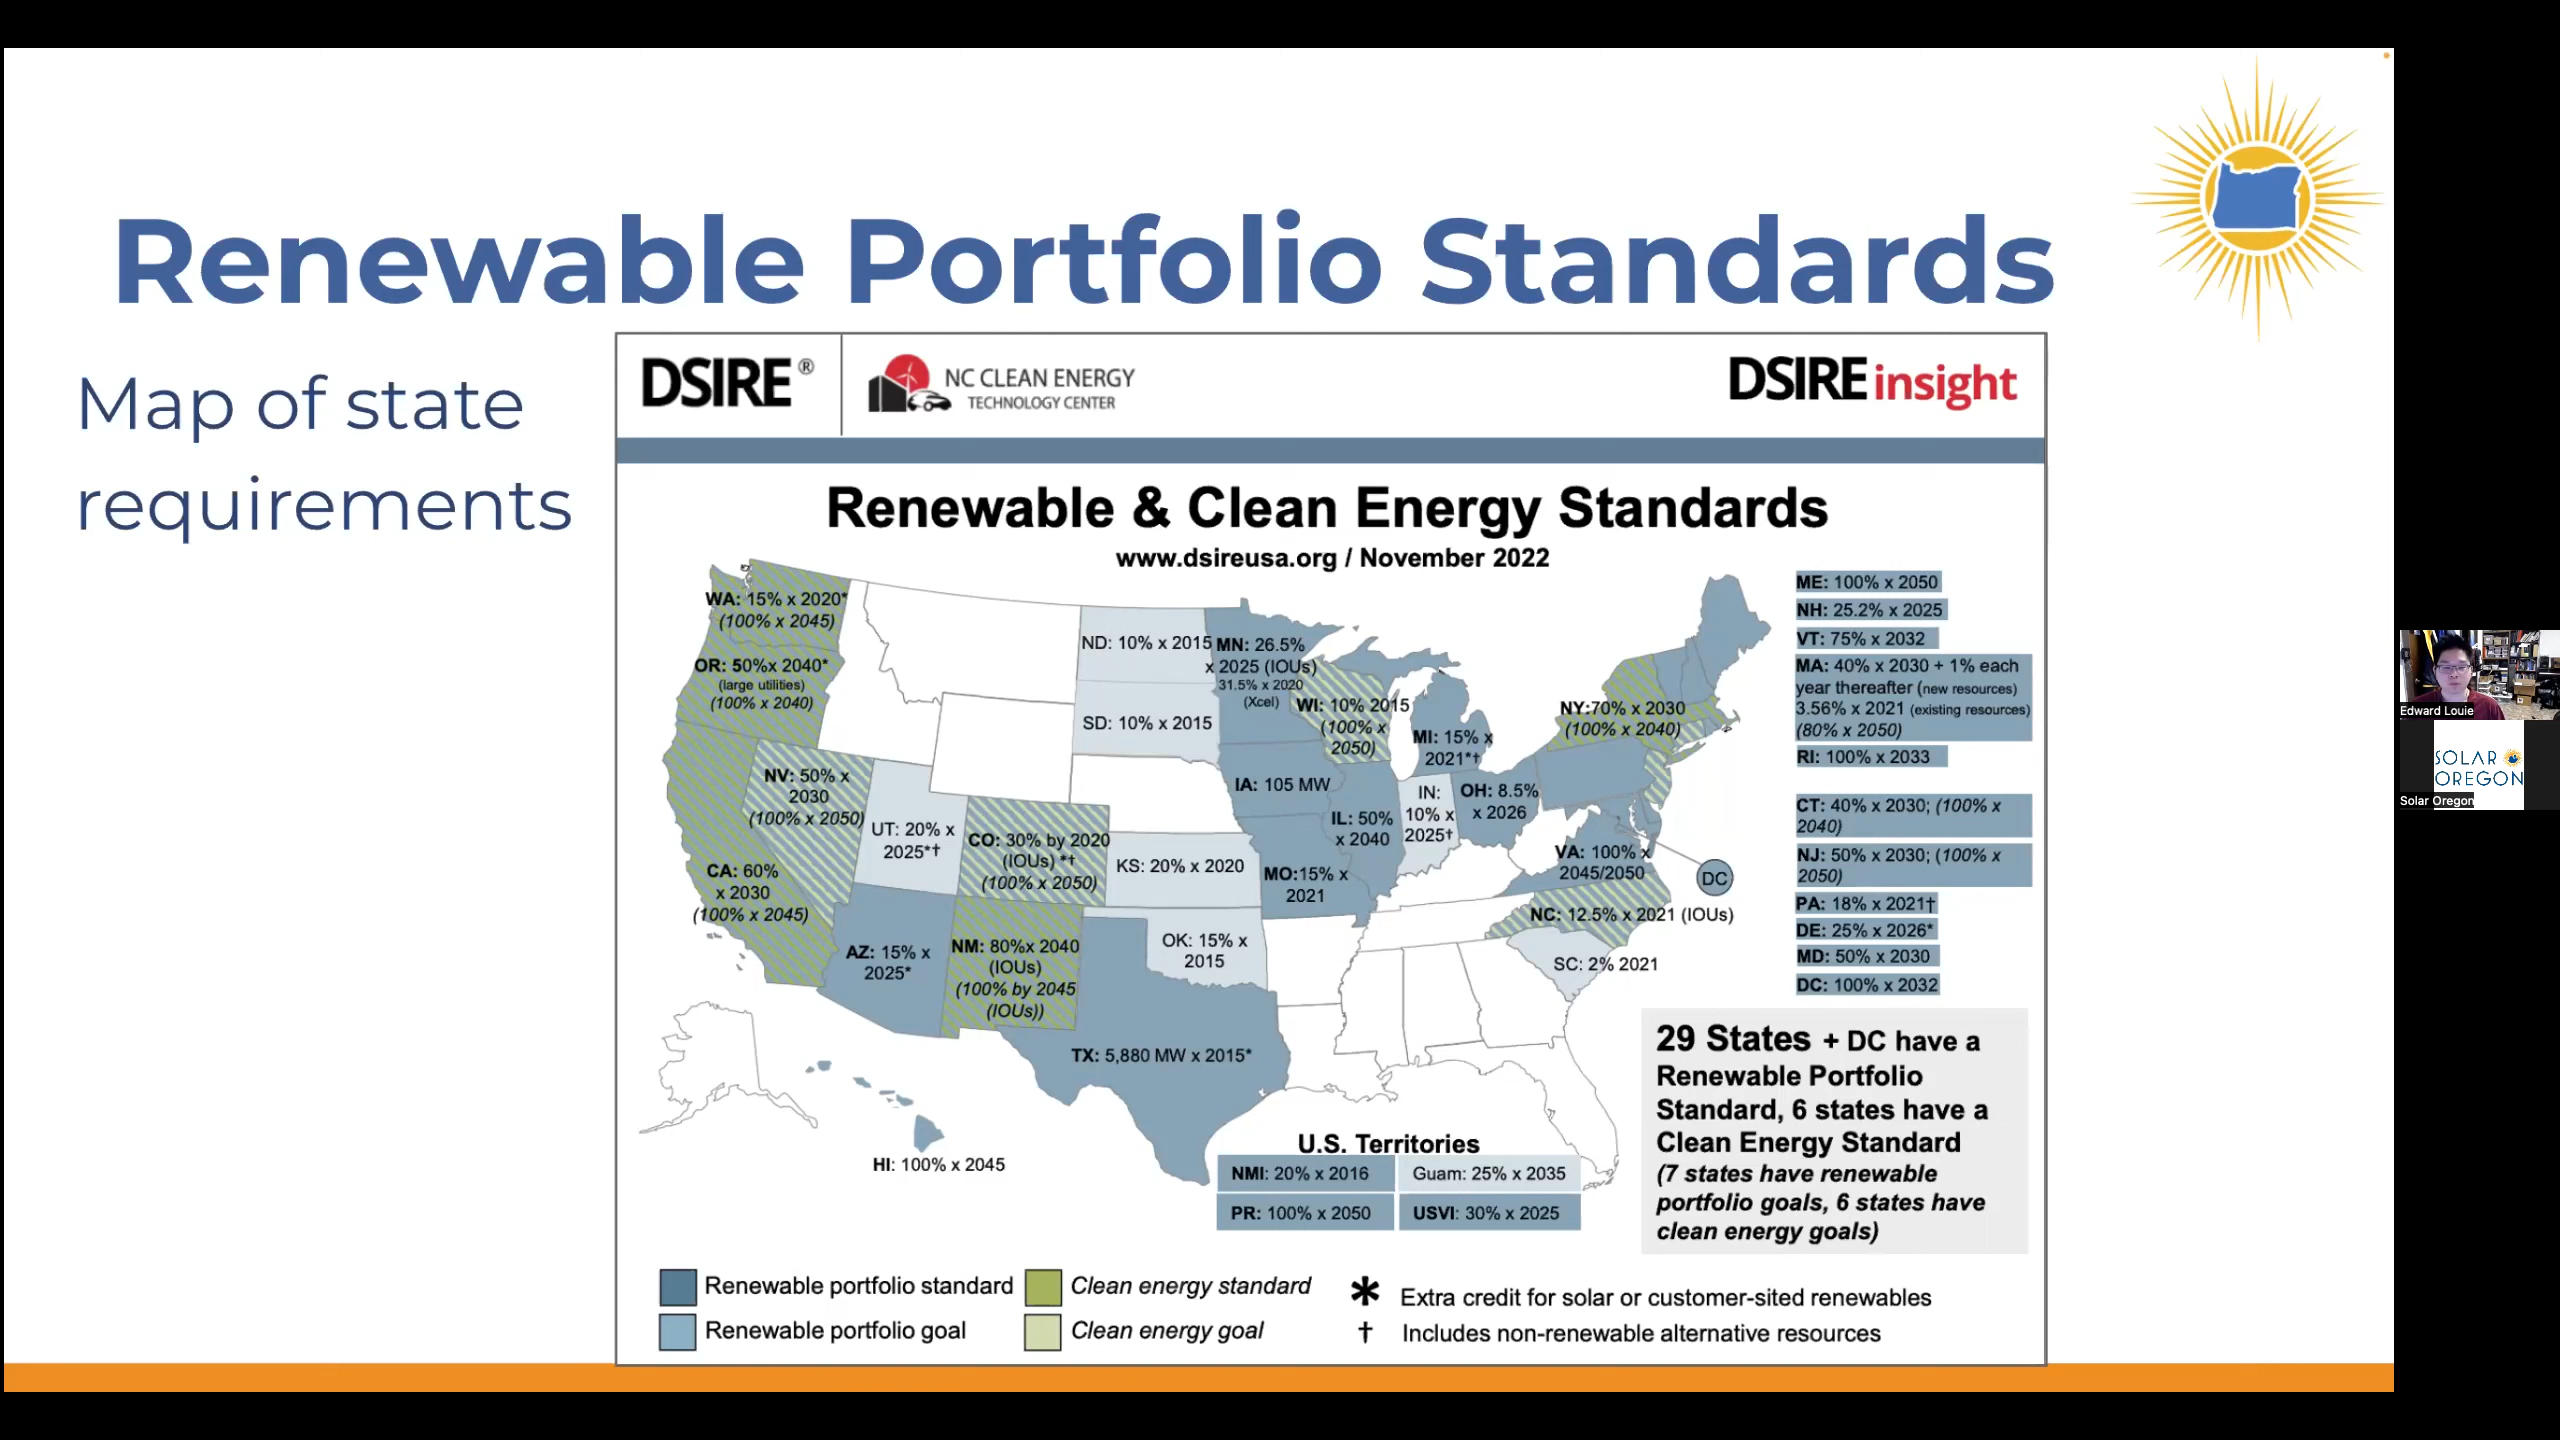 Renewable Portfolio Standards
Map of state
requirements
DSIRE®
NC CLEAN ENERGY
TECHNOLOGY CENTER
DSIRE insight
Renewable & Clean Energy Standards
www.dsireusa.org / November 2022
WA: 15% x 2020*
(100% x 2045)
OR: 50%x 2040*
(large utilities)
(100% x 2040)
CA: 60%
x 2030
(100% x 2045)
NV: 50% x
2030
(100% x 2050)
UT: 20% x
2025*†
AZ: 15% x
2025*
CO: 30% by 2020
(IOUs) *†
(100% x 2050)
NM: 80%x 2040
(IOUs)
(100% by 2045
(IOUs))
ND: 10% x 2015
SD: 10% x 2015
KS: 20% x 2020
OK: 15% x
2015
TX: 5,880 MW x 2015*
MN: 26.5%
x 2025 (IOUs)
31.5% x 2020
(Xcel)
IA: 105 MW
MO:15% x
2021
WI: 10% 2015
(100% x
2050)
IL: 50%
x 2040
MI: 15% x
2021*†
IN:
10% x
2025†
OH: 8.5%
x 2026
NY:70% x 2030
(100% x 2040)
VA: 100% x
2045/2050
DC
NC: 12.5% x 2021 (IOUs)
SC: 2% 2021
HI: 100% x 2045
ME: 100% x 2050
NH: 25.2% x 2025
VT: 75% x 2032
MA: 40% x 2030 + 1% each
year thereafter (new resources)
3.56% x 2021 (existing resources)
(80% x 2050)
RI: 100% x 2033
CT: 40% x 2030; (100% x
2040)
NJ: 50% x 2030; (100% x
2050)
PA: 18% x 2021†
DE: 25% x 2026*
MD: 50% x 2030
DC: 100% x 2032
29 States + DC have a
Renewable Portfolio
Standard, 6 states have a
Clean Energy Standard
(7 states have renewable
portfolio goals, 6 states have
clean energy goals)
U.S. Territories
NMI: 20% x 2016
Guam: 25% x 2035
PR: 100% x 2050
USVI: 30% x 2025
Renewable portfolio standard
Clean energy standard
* Extra credit for solar or customer-sited renewables
Renewable portfolio goal
Clean energy goal
† Includes non-renewable alternative resources
Edward Louie
SOLAR
OREGON
Solar Oregon